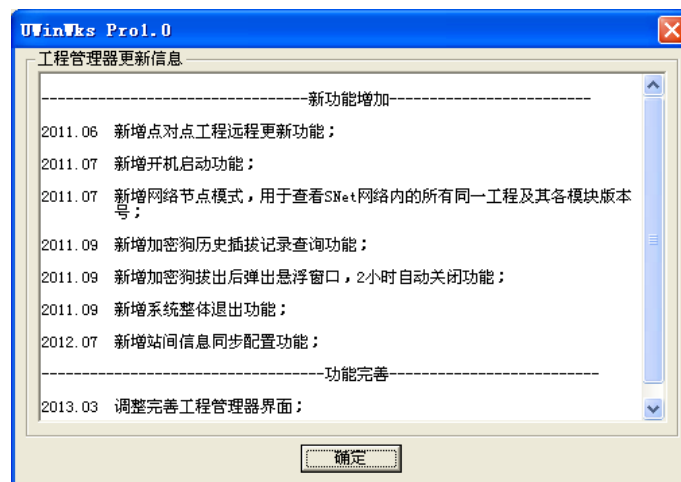 UWinWks Pro1.0
工程管理器更新信息
---------------------------------新功能增加-------------------------
2011.06 新增点对点工程远程更新功能；
2011.07 新增开机启动功能；
2011.07 新增网络节点模式，用于查看SNet网络内的所有同一工程及其各模块版本
号；
2011.09 新增加密狗历史插拔记录查询功能；
2011.09 新增加密狗拔出后弹出悬浮窗口，2小时自动关闭功能；
2011.09 新增系统整体退出功能；
2012.07 新增站间信息同步配置功能；
-----------------------------------功能完善--------------------------
2013.03 调整完善工程管理器界面；
确定